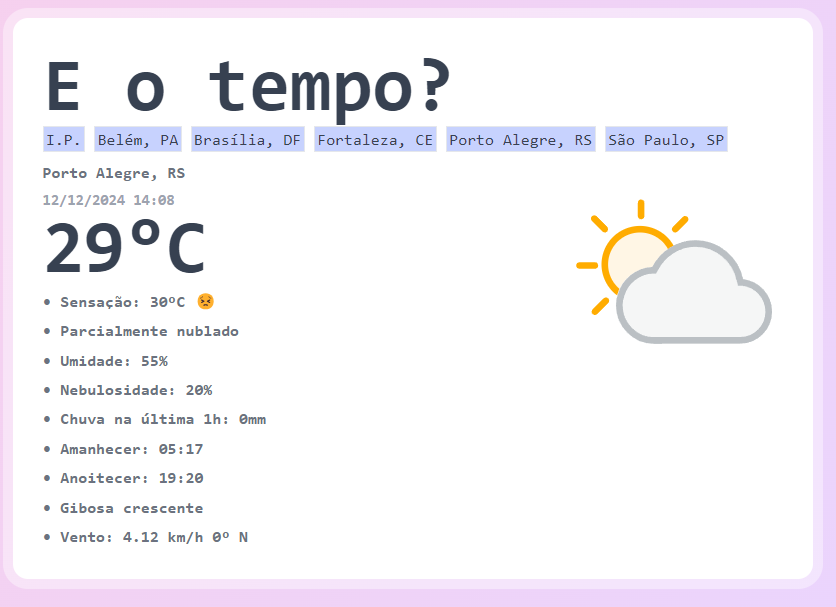 E o tempo?
I.P. Belém, PA Brasília, DF Fortaleza, CE Porto Alegre, RS São Paulo, SP
Porto Alegre, RS
12/12/2024 14:08
29ºC
• Sensação: 30ºC 😣
• Parcialmente nublado
• Umidade: 55%
• Nebulosidade: 20%
• Chuva na última 1h: 0mm
• Amanhecer: 05:17
• Anoitecer: 19:20
• Gibosa crescente
• Vento: 4.12 km/h 0º N